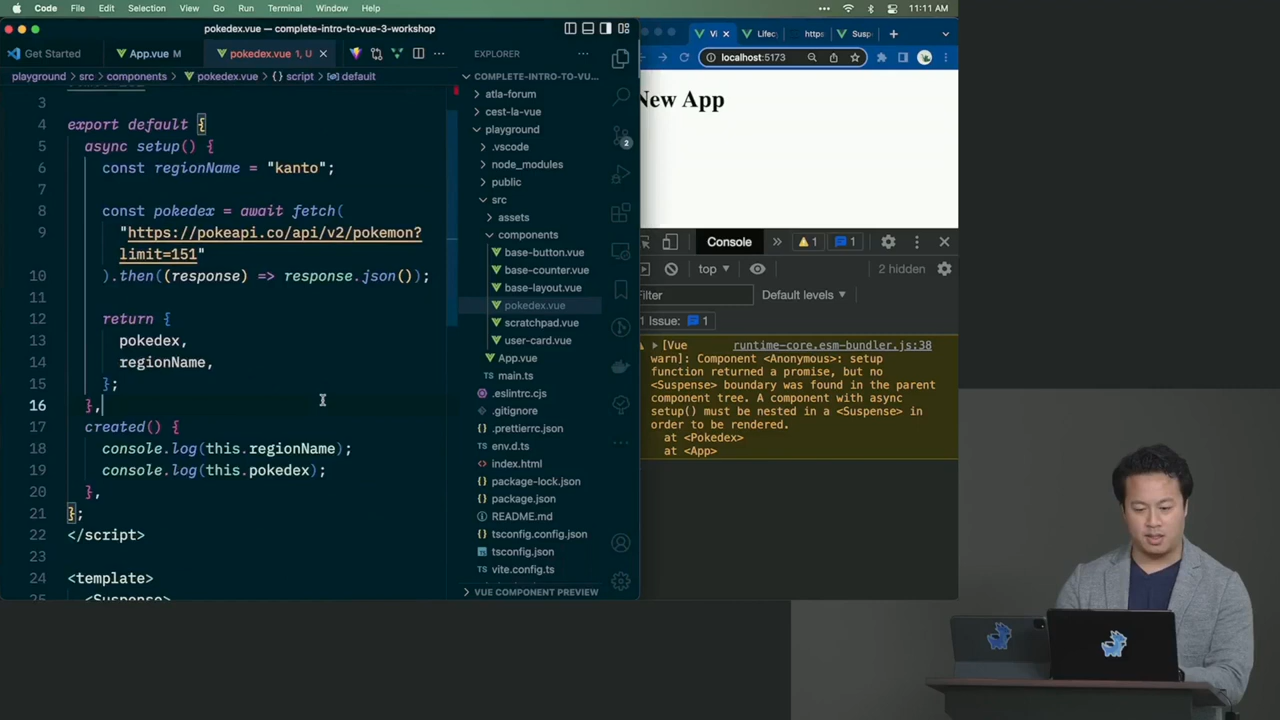 Code File Edit Selection View Go Run Terminal Window Help 11:11 AM
pokedex.vue — complete-intro-to-vue-3-workshop
Get Started App.vue M pokedex.vue 1, U
EXPLORER
playground > src > components > pokedex.vue > {} script > default
3
4 export default {
5 async setup() {
6 const regionName = "kanto";
7
8 const pokedex = await fetch(
9 "https://pokeapi.co/api/v2/pokemon?
limit=151"
10 ).then((response) => response.json());
11
12 return {
13 pokedex,
14 regionName,
15 };
16 },
17 created() {
18 console.log(this.regionName);
19 console.log(this.pokedex);
20 },
21 };
22 </script>
23
24 <template>
25 <Suspense>
COMPLETE-INTRO-TO-VU...
atla-forum
cest-la-vue
playground
.vscode
node_modules
public
src
assets
components
base-button.vue
base-counter.vue
base-layout.vue
pokedex.vue
scratchpad.vue
user-card.vue
App.vue
main.ts
.eslintrc.cjs
.gitignore
.prettierrc.json
env.d.ts
index.html
package-lock.json
package.json
README.md
tsconfig.config.json
tsconfig.json
vite.config.ts
VUE COMPONENT PREVIEW
2
Vi Lifec https Susp
localhost:5173
New App
Console 1 1
top 2 hidden
Filter Default levels
1 Issue: 1
[Vue runtime-core.esm-bundler.js:38
warn]: Component <Anonymous>: setup
function returned a promise, but no
<Suspense> boundary was found in the
parent component tree. A component with async
setup() must be nested in a <Suspense> in
order to be rendered.
at <Pokedex>
at <App>